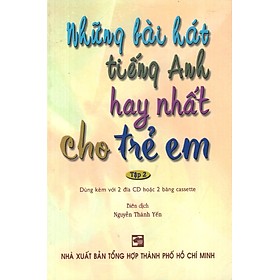 Những bài hát
tiếng Anh
hay nhất
cho trẻ em
Tập 2
Dùng kèm với 2 đĩa CD hoặc 2 băng cassette
Biên dịch
Nguyễn Thành Yến
NHÀ XUẤT BẢN TỔNG HỢP THÀNH PHỐ HỒ CHÍ MINH